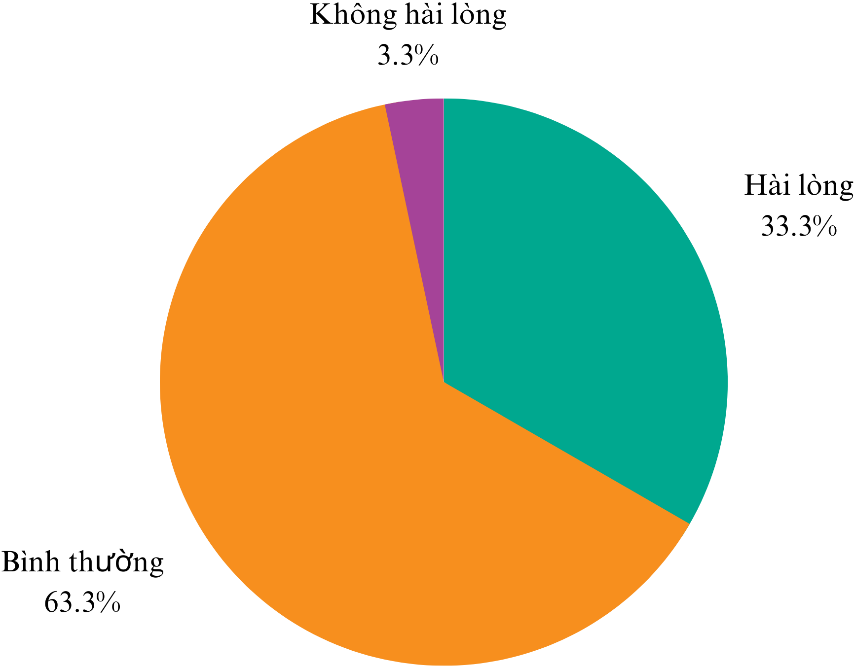 Không hài lòng
3.3%
Hài lòng
33.3%
Bình thường
63.3%